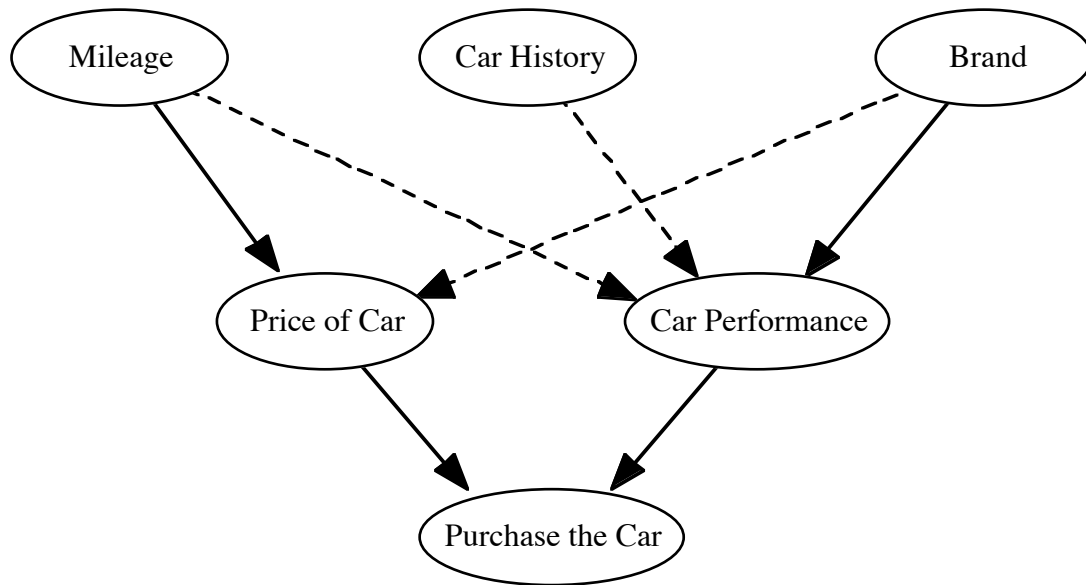 Mileage
Car History
Brand
Price of Car
Car Performance
Purchase the Car